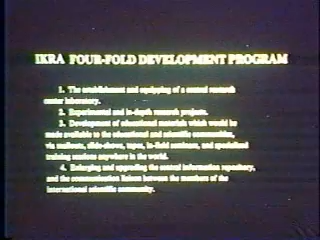 IKRA FOUR-FOLD DEVELOPMENT PROGRAM
1. The establishment and equipping of a central research
center laboratory.
2. Experimental and in-depth research projects.
3. Development of educational materials which would be
made available to the educational and scientific communities,
via seminars, slide-shows, tapes, in-field seminars, and specialized
training sessions anywhere in the world.
4. Enlarging and upgrading the central information repository,
and the communication liaison between the members of the
international scientific community.